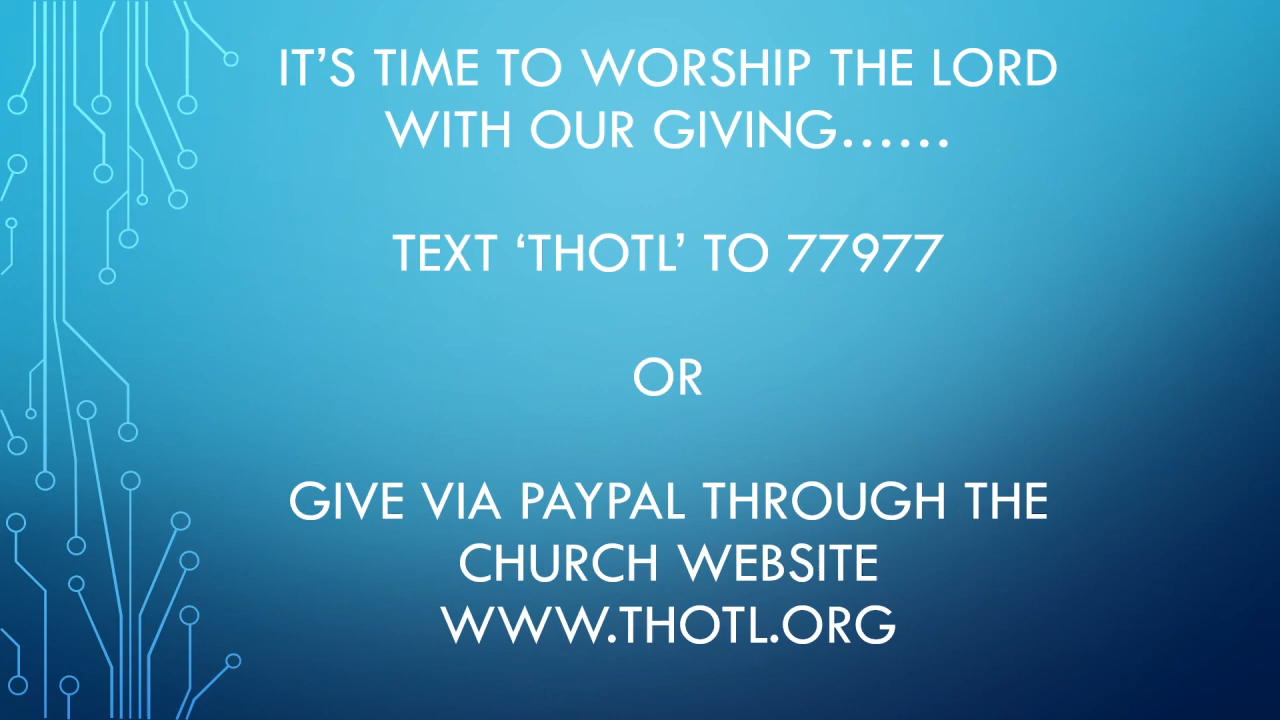 IT’S TIME TO WORSHIP THE LORD
WITH OUR GIVING......
TEXT ‘THOTL’ TO 77977
OR
GIVE VIA PAYPAL THROUGH THE
CHURCH WEBSITE
WWW.THOTL.ORG